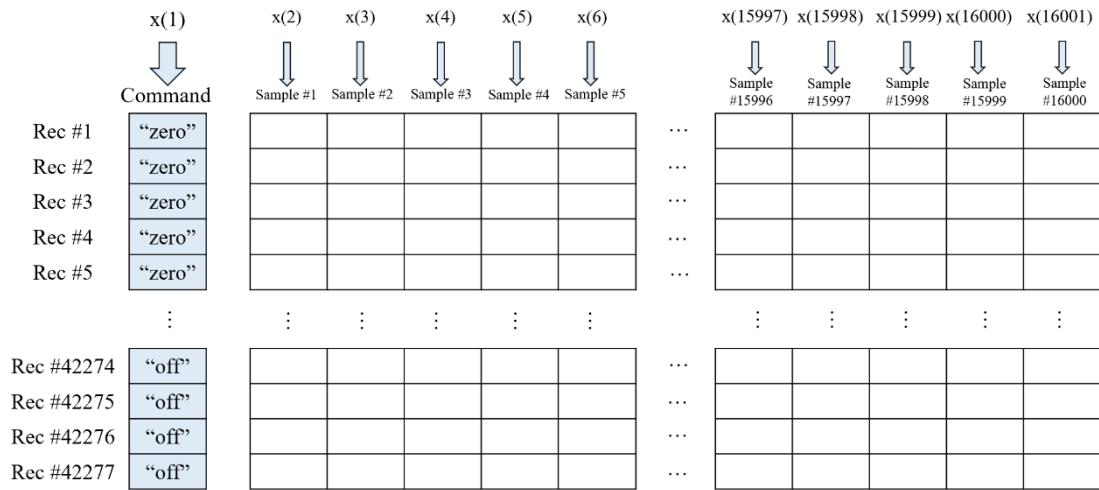 x(1) x(2) x(3) x(4) x(5) x(6) x(15997) x(15998) x(15999) x(16000) x(16001)
Command Sample #1 Sample #2 Sample #3 Sample #4 Sample #5 Sample #15996 Sample #15997 Sample #15998 Sample #15999 Sample #16000
Rec #1 “zero” ...
Rec #2 “zero” ...
Rec #3 “zero” ...
Rec #4 “zero” ...
Rec #5 “zero” ...
⋮ ⋮ ⋮ ⋮ ⋮ ⋮ ⋮ ⋮ ⋮ ⋮ ⋮
Rec #42274 “off” ...
Rec #42275 “off” ...
Rec #42276 “off” ...
Rec #42277 “off” ...